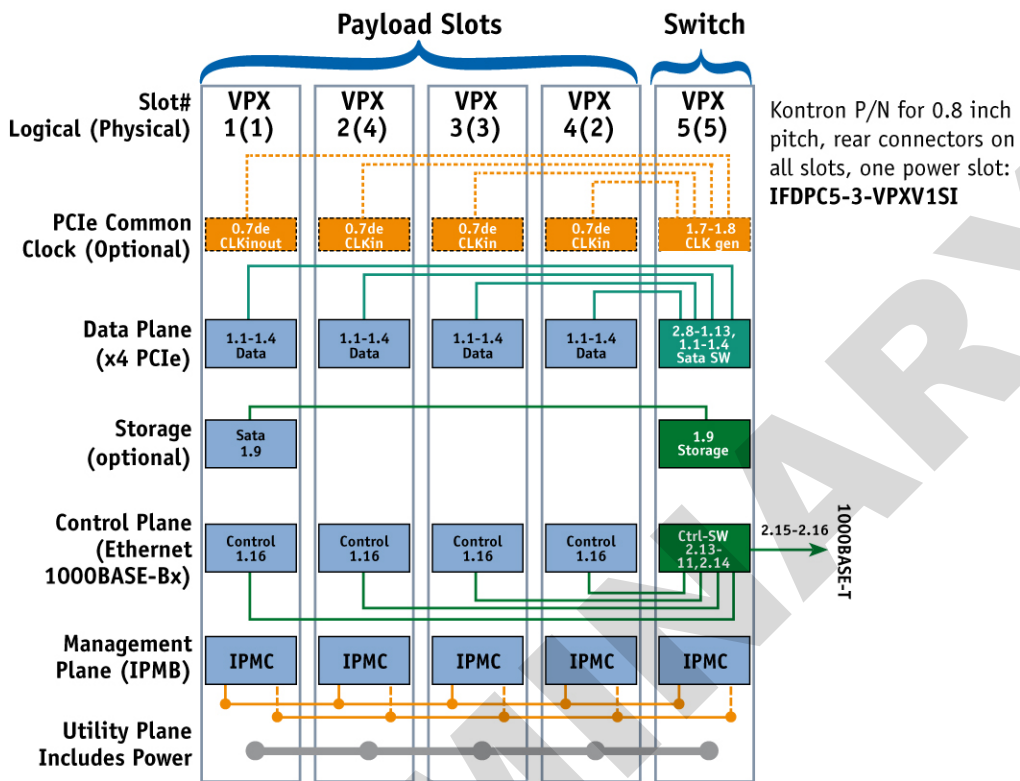 Payload Slots
Switch
Slot#
Logical (Physical)
VPX
1(1)
VPX
2(4)
VPX
3(3)
VPX
4(2)
VPX
5(5)
Kontron P/N for 0.8 inch
pitch, rear connectors on
all slots, one power slot:
IFDPC5-3-VPXV1SI
PCIe Common
Clock (Optional)
0.7de
CLKinout
0.7de
CLKin
0.7de
CLKin
0.7de
CLKin
1.7-1.8
CLK gen
Data Plane
(x4 PCIe)
1.1-1.4
Data
1.1-1.4
Data
1.1-1.4
Data
1.1-1.4
Data
2.8-1.13,
1.1-1.4
Sata SW
Storage
(optional)
Sata
1.9
1.9
Storage
Control Plane
(Ethernet
1000BASE-Bx)
Control
1.16
Control
1.16
Control
1.16
Control
1.16
Ctrl-SW
2.13-
11,2.14
2.15-2.16
1000BASE-T
Management
Plane (IPMB)
IPMC
IPMC
IPMC
IPMC
IPMC
Utility Plane
Includes Power
MINARY